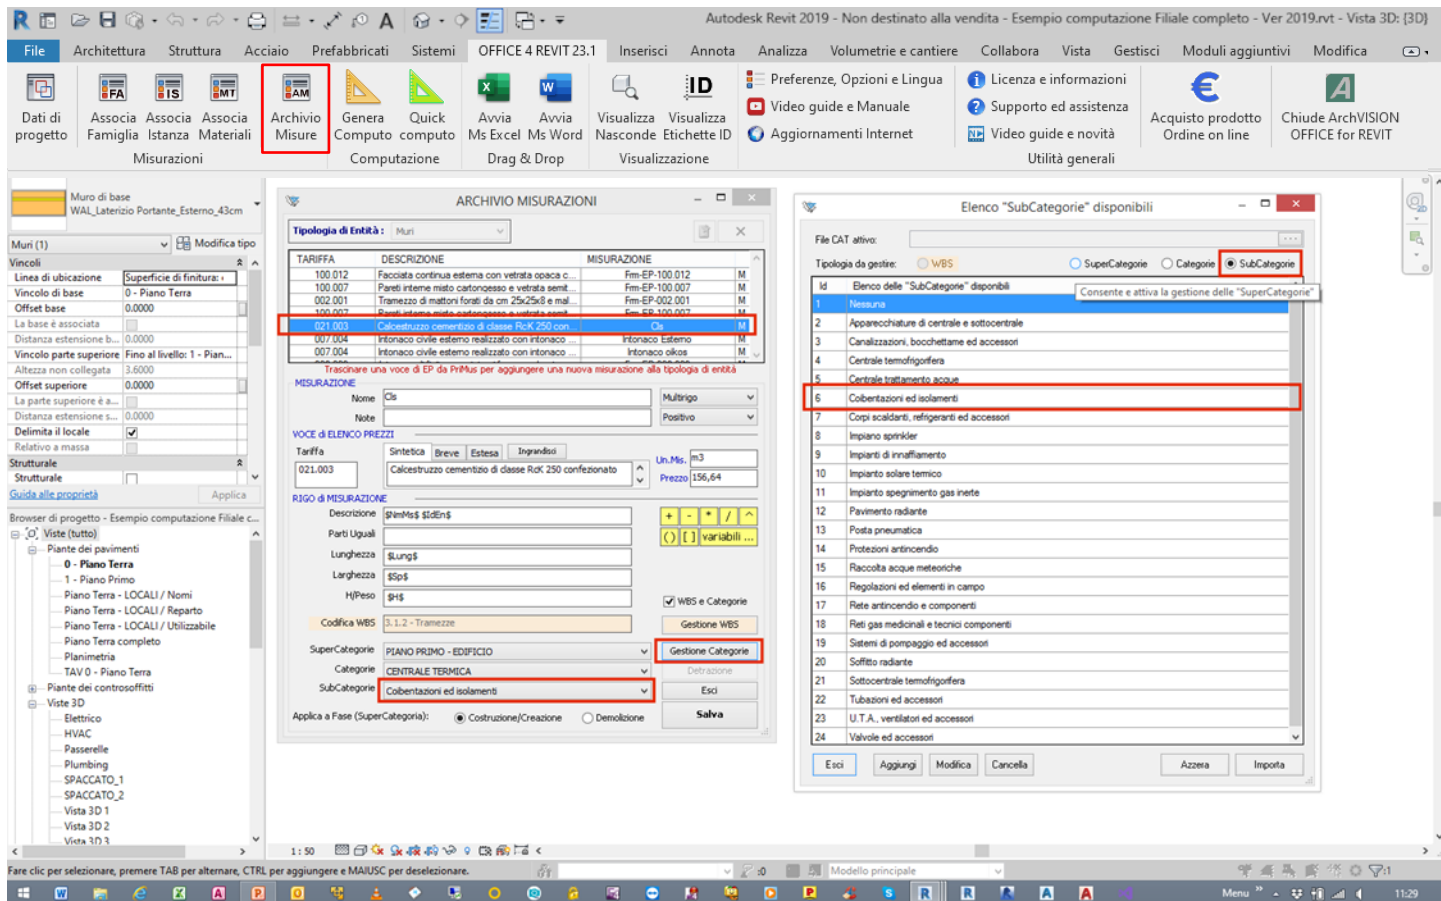 Autodesk Revit 2019 - Non destinato alla vendita - Esempio computazione Filiale completo - Ver 2019.rvt - Vista 3D: {3D}
File Architettura Struttura Acciaio Prefabbricati Sistemi OFFICE 4 REVIT 23.1 Inserisci Annota Analizza Volumetrie e cantiere Collabora Vista Gestisci Moduli aggiuntivi Modifica
Dati di progetto
Associa Famiglia
Associa Istanza
Associa Materiali
Archivio Misure
Genera Computo
Quick computo
Avvia Ms Excel
Avvia Ms Word
Visualizza Nasconde
Visualizza Etichette ID
Preferenze, Opzioni e Lingua
Video guide e Manuale
Aggiornamenti Internet
Licenza e informazioni
Supporto ed assistenza
Video guide e novità
Acquisto prodotto Ordine on line
Chiude ArchVISION OFFICE for REVIT
Misurazioni Computazione Drag & Drop Visualizzazione Utilità generali
Muro di base
WAL_Laterizio Portante_Esterno_43cm
Muri (1) Modifica tipo
Vincoli
Linea di ubicazione Superficie di finitura:
Vincolo di base 0 - Piano Terra
Offset base 0.0000
La base è associata
Distanza estensione b... 0.0000
Vincolo parte superiore Fino al livello: 1 - Pian...
Altezza non collegata 3.6000
Offset superiore 0.0000
La parte superiore è a...
Distanza estensione s... 0.0000
Delimita il locale
Relativo a massa
Strutturale
Strutturale
Guida alle proprietà Applica
Browser di progetto - Esempio computazione Filiale c...
Viste (tutto)
Piante dei pavimenti
0 - Piano Terra
1 - Piano Primo
Piano Terra - LOCALI / Nomi
Piano Terra - LOCALI / Reparto
Piano Terra - LOCALI / Utilizzabile
Piano Terra completo
Planimetria
TAV 0 - Piano Terra
Piante dei controsoffitti
Viste 3D
Elettrico
HVAC
Passerelle
Plumbing
SPACCATO_1
SPACCATO_2
Vista 3D 1
Vista 3D 2
Vista 3D 3
ARCHIVIO MISURAZIONI
Tipologia di Entità : Muri
TARIFFA DESCRIZIONE MISURAZIONE
100.012 Facciata continua esterna con vetrata opaca c... Frm-EP-100.012 M
100.007 Pareti interne misto cartongesso e vetrata semit... Frm-EP-100.007 M
002.001 Tramezzo di mattoni forati da cm 25x25x8 e mal... Frm-EP-002.001 M
100.007 Pareti interne misto cartongesso e vetrata semit... Frm-EP-100.007 M
021.003 Calcestruzzo cementizio di classe RcK 250 con... Cls M
007.004 Intonaco civile esterno realizzato con intonaco ... Intonaco Esterno M
007.004 Intonaco civile esterno realizzato con intonaco ... Intonaco oikos M
Trascinare una voce di EP da PriMus per aggiungere una nuova misurazione alla tipologia di entità
MISURAZIONE
Nome Cls Multirigo
Note Positivo
VOCE di ELENCO PREZZI
Tariffa Sintetica Breve Estesa Ingrandisci
021.003 Calcestruzzo cementizio di classe RcK 250 confezionato
Un.Mis. m3
Prezzo 156,64
RIGO di MISURAZIONE
Descrizione $NmMs$ $IdEn$ + - * / ^
Parti Uguali ( ) [ ] variabili ...
Lunghezza $Lung$
Larghezza $Sp$
H/Peso $H$ WBS e Categorie
Codifica WBS 3.1.2 - Tramezze Gestione WBS
SuperCategorie PIANO PRIMO - EDIFICIO Gestione Categorie
Categorie CENTRALE TERMICA Detrazione
SubCategorie Coibentazioni ed isolamenti Esci
Applica a Fase (SuperCategoria): Costruzione/Creazione Demolizione Salva
Elenco "SubCategorie" disponibili
File CAT attivo:
Tipologia da gestire: WBS SuperCategorie Categorie SubCategorie
Id Elenco delle "SubCategorie" disponibili
Consente e attiva la gestione delle "SuperCategorie"
1 Nessuna
2 Apparecchiature di centrale e sottocentrale
3 Canalizzazioni, bocchettame ed accessori
4 Centrale termofrigorifera
5 Centrale trattamento acque
6 Coibentazioni ed isolamenti
7 Corpi scaldanti, refrigeranti ed accessori
8 Impiano sprinkler
9 Impianti di innaffiamento
10 Impianto solare termico
11 Impianto spegnimento gas inerte
12 Pavimento radiante
13 Posta pneumatica
14 Protezioni antincendio
15 Raccolta acque meteoriche
16 Regolazioni ed elementi in campo
17 Rete antincendio e componenti
18 Reti gas medicinali e tecnici componenti
19 Sistemi di pompaggio ed accessori
20 Soffitto radiante
21 Sottocentrale termofrigorifera
22 Tubazioni ed accessori
23 U.T.A., ventilatori ed accessori
24 Valvole ed accessori
Esci Aggiungi Modifica Cancella Azzera Importa
1 : 50
Fare clic per selezionare, premere TAB per alternare, CTRL per aggiungere e MAIUSC per deselezionare.
:0 Modello principale :1
Menu 11:29